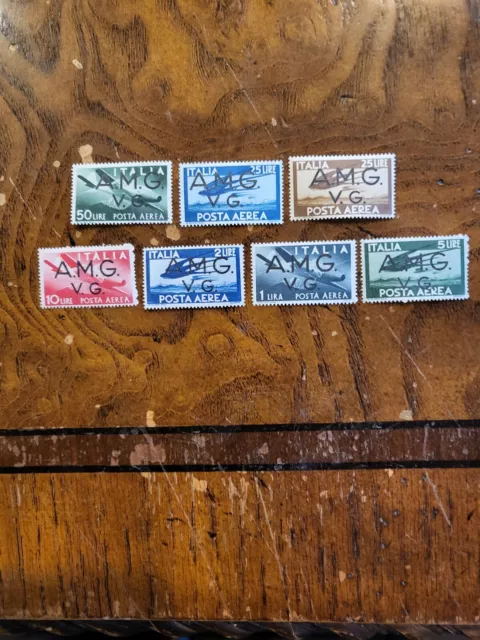 ITALIA
A.M.G.
V.G.
50 LIRE POSTA AEREA
25 LIRE
A.M.G.
V.G.
POSTA AEREA
ITALIA 25 LIRE
A.M.G.
V.G.
POSTA AEREA
ITALIA
A.M.G.
V.G.
10 LIRE POSTA AEREA
ITALIA 2 LIRE
A.M.G.
V.G.
POSTA AEREA
ITALIA
A.M.G.
V.G.
1 LIRA POSTA AEREA
ITALIA 5 LIRE
A.M.G.
V.G.
POSTA AEREA